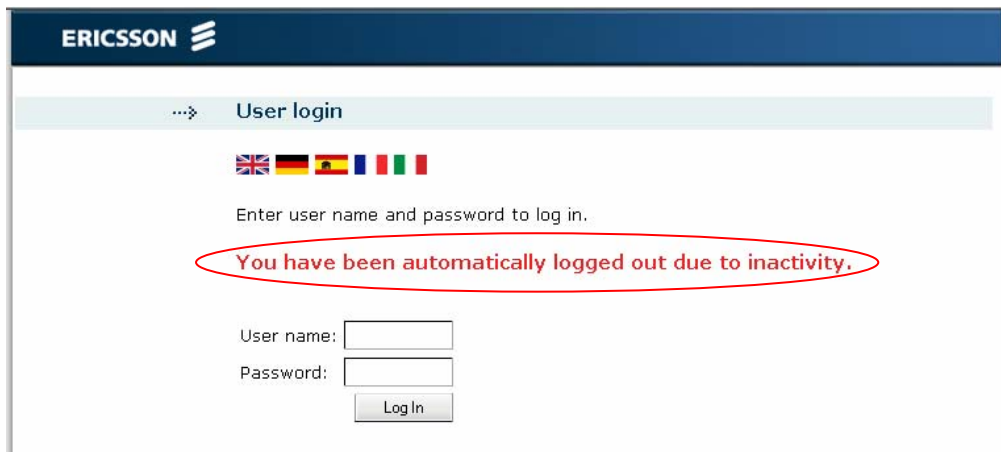 ERICSSON
User login
Enter user name and password to log in.
You have been automatically logged out due to inactivity.
User name:
Password:
Log In